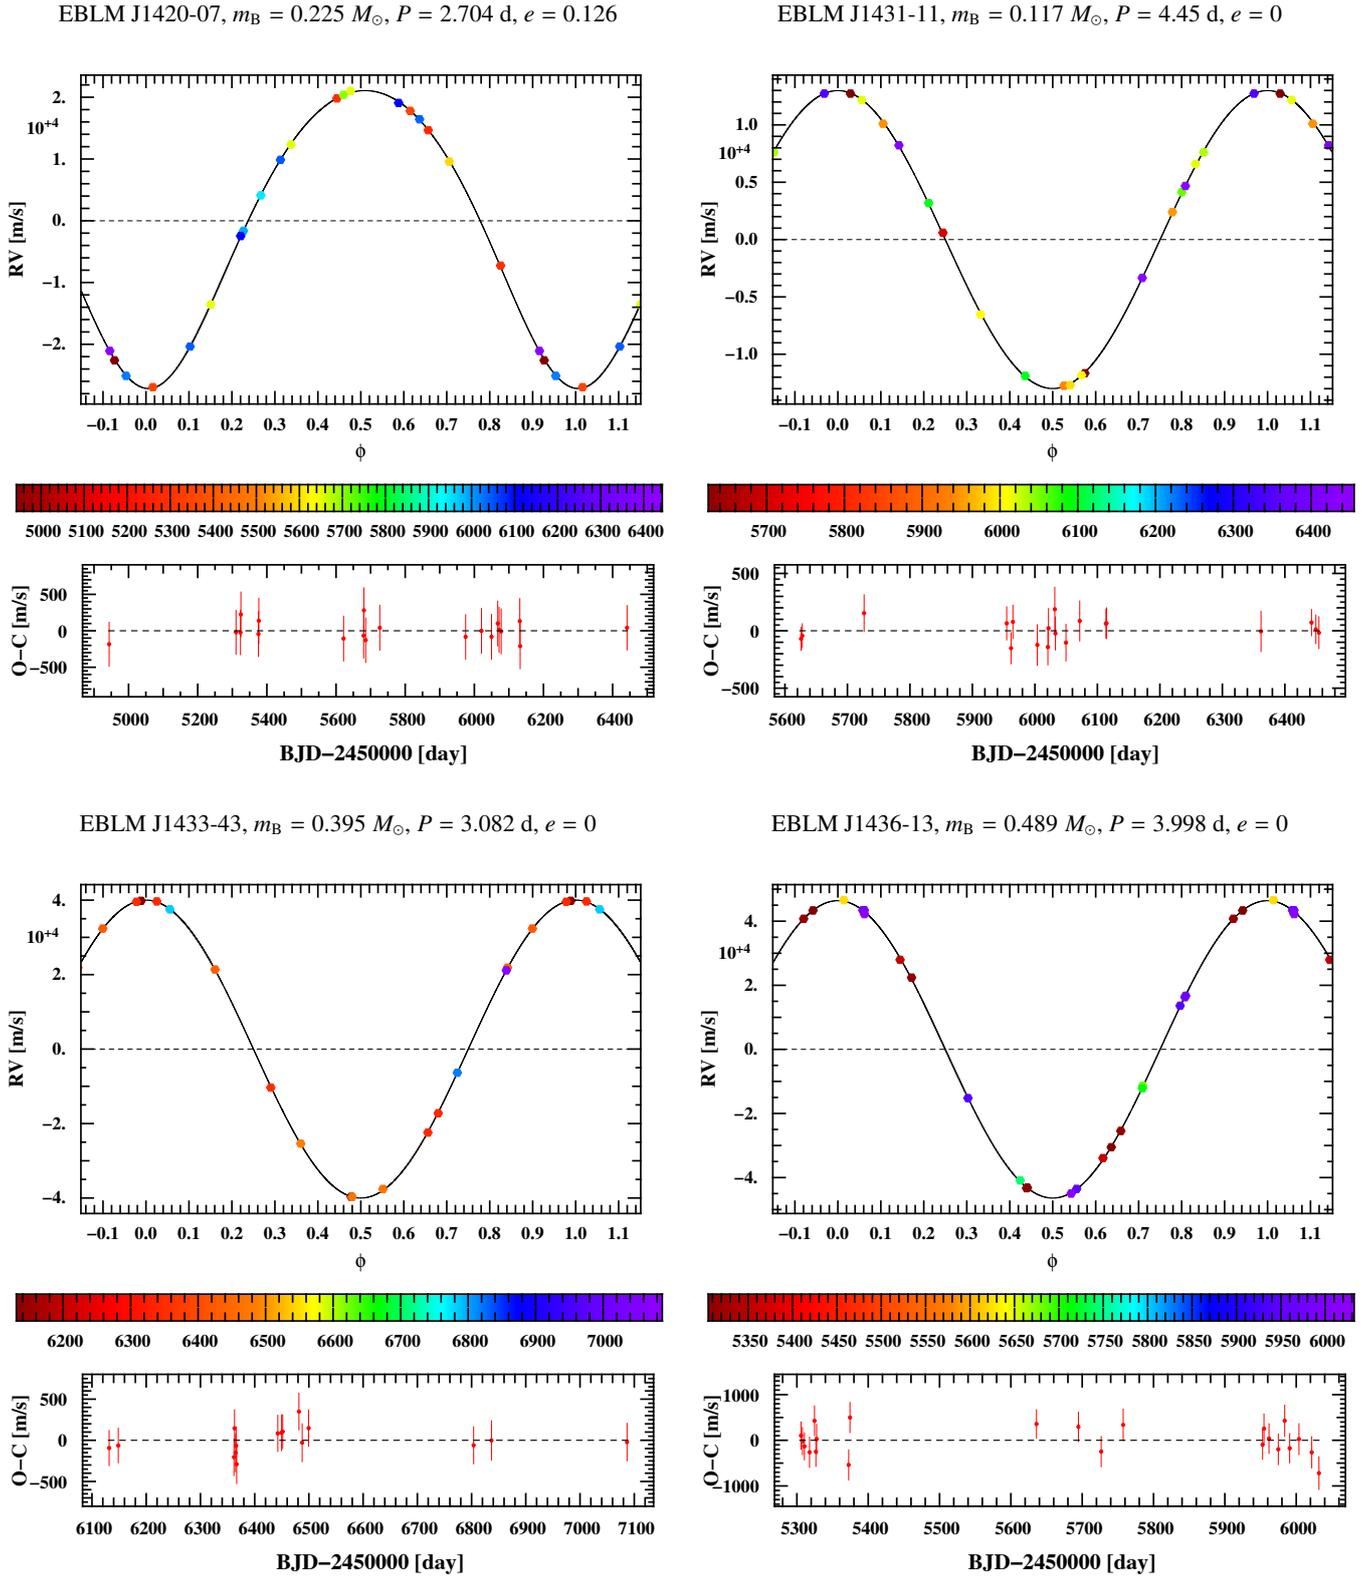 EBLM J1420-07, mB = 0.225 M⊙, P = 2.704 d, e = 0.126
2.
10+4
1.
0.
−1.
−2.
RV [m/s]
−0.1 0.0 0.1 0.2 0.3 0.4 0.5 0.6 0.7 0.8 0.9 1.0 1.1
ϕ
5000 5100 5200 5300 5400 5500 5600 5700 5800 5900 6000 6100 6200 6300 6400
500
0
−500
O−C [m/s]
5000 5200 5400 5600 5800 6000 6200 6400
BJD−2450000 [day]
EBLM J1431-11, mB = 0.117 M⊙, P = 4.45 d, e = 0
1.0
10+4
0.5
0.0
−0.5
−1.0
RV [m/s]
−0.1 0.0 0.1 0.2 0.3 0.4 0.5 0.6 0.7 0.8 0.9 1.0 1.1
ϕ
5700 5800 5900 6000 6100 6200 6300 6400
500
0
−500
O−C [m/s]
5600 5700 5800 5900 6000 6100 6200 6300 6400
BJD−2450000 [day]
EBLM J1433-43, mB = 0.395 M⊙, P = 3.082 d, e = 0
4.
10+4
2.
0.
−2.
−4.
RV [m/s]
−0.1 0.0 0.1 0.2 0.3 0.4 0.5 0.6 0.7 0.8 0.9 1.0 1.1
ϕ
6200 6300 6400 6500 6600 6700 6800 6900 7000
500
0
−500
O−C [m/s]
6100 6200 6300 6400 6500 6600 6700 6800 6900 7000 7100
BJD−2450000 [day]
EBLM J1436-13, mB = 0.489 M⊙, P = 3.998 d, e = 0
4.
10+4
2.
0.
−2.
−4.
RV [m/s]
−0.1 0.0 0.1 0.2 0.3 0.4 0.5 0.6 0.7 0.8 0.9 1.0 1.1
ϕ
5350 5400 5450 5500 5550 5600 5650 5700 5750 5800 5850 5900 5950 6000
1000
0
−1000
O−C [m/s]
5300 5400 5500 5600 5700 5800 5900 6000
BJD−2450000 [day]